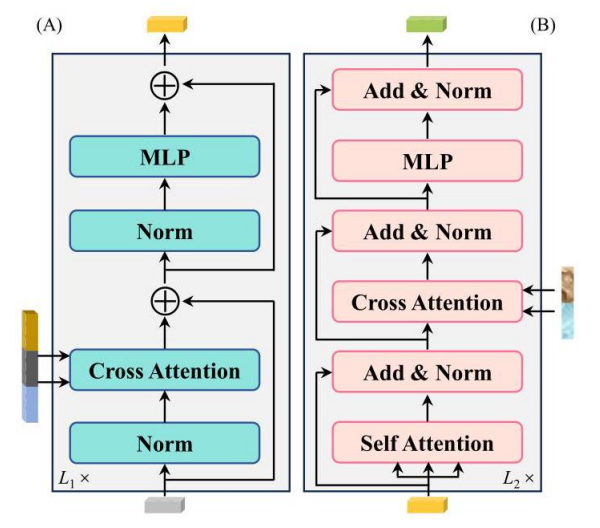 (A)
MLP
Norm
Cross Attention
Norm
L₁ ×
(B)
Add & Norm
MLP
Add & Norm
Cross Attention
Add & Norm
Self Attention
L₂ ×